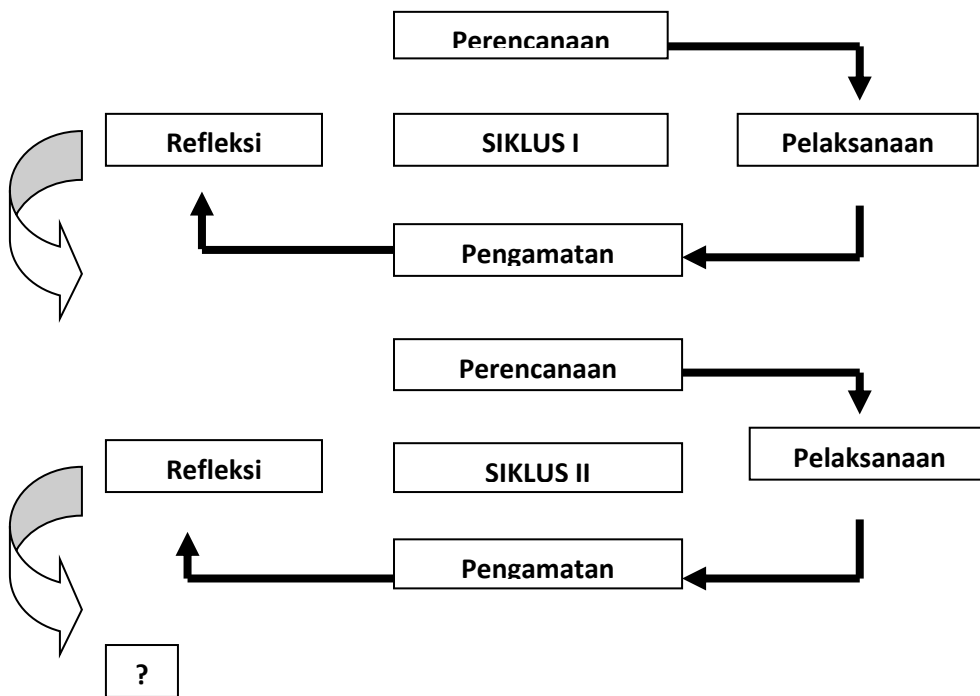 Perencanaan
Refleksi
SIKLUS I
Pelaksanaan
Pengamatan
Perencanaan
Refleksi
SIKLUS II
Pelaksanaan
Pengamatan
?